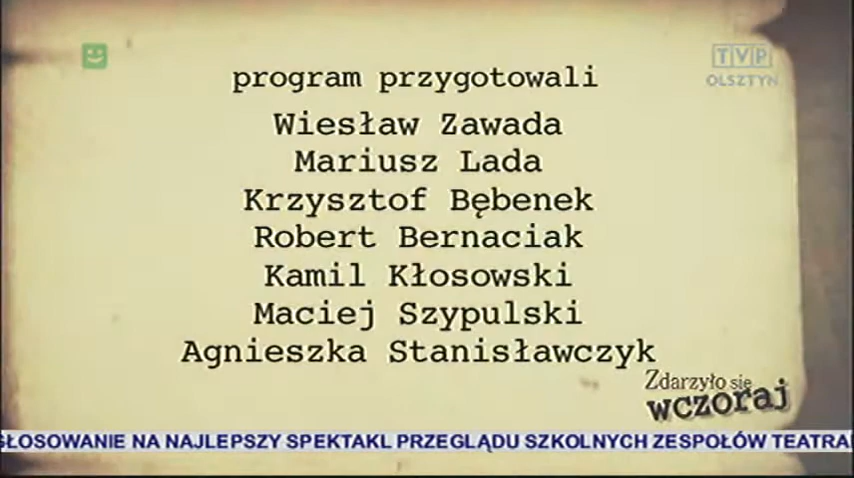 TVP
OLSZTYN
program przygotowali
Wiesław Zawada
Mariusz Lada
Krzysztof Bębenek
Robert Bernaciak
Kamil Kłosowski
Maciej Szypulski
Agnieszka Stanisławczyk
Zdarzyło się
wczoraj
GŁOSOWANIE NA NAJLEPSZY SPEKTAKL PRZEGLĄDU SZKOLNYCH ZESPOŁÓW TEATRAL